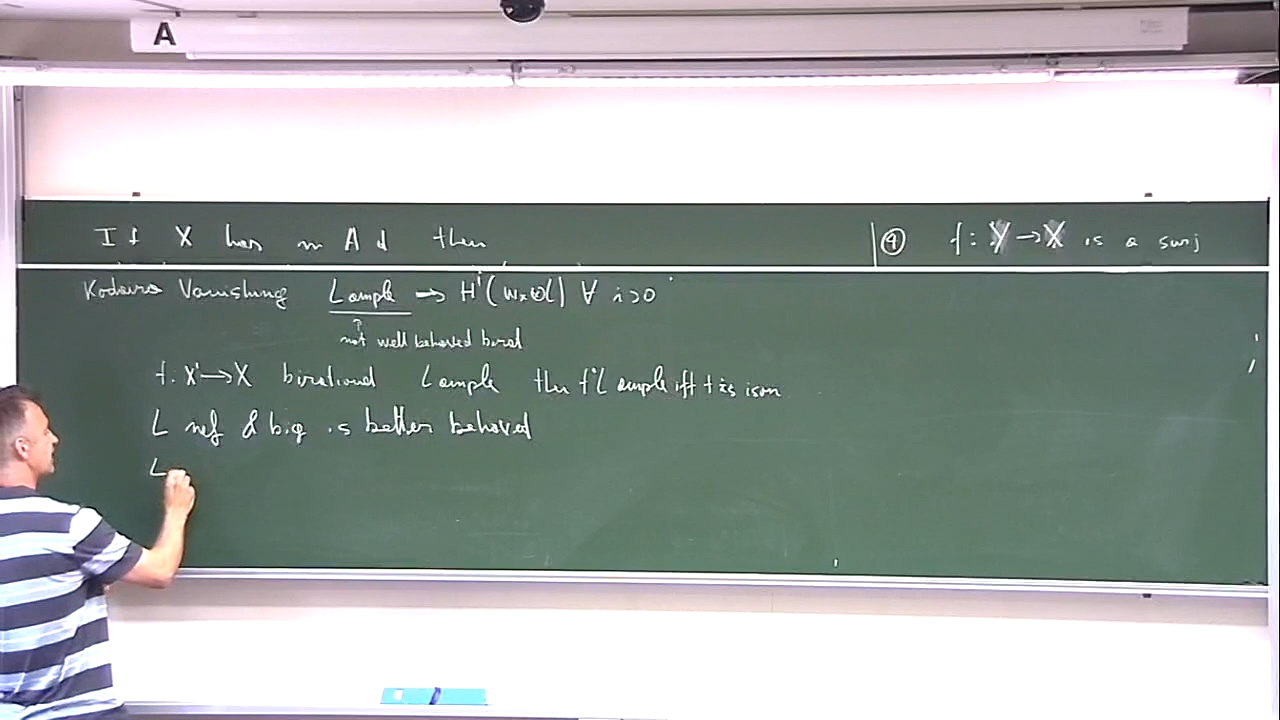 A
If X has m A d then
④ f: Y → X is a surj
Kodaira Vanishing L ample → Hⁱ(ω_X ⊗ L) ∀ i>0
↑
not well behaved birat
f: X' → X birational L ample then f*L ample iff f is isom
L nef & big is better behaved
L